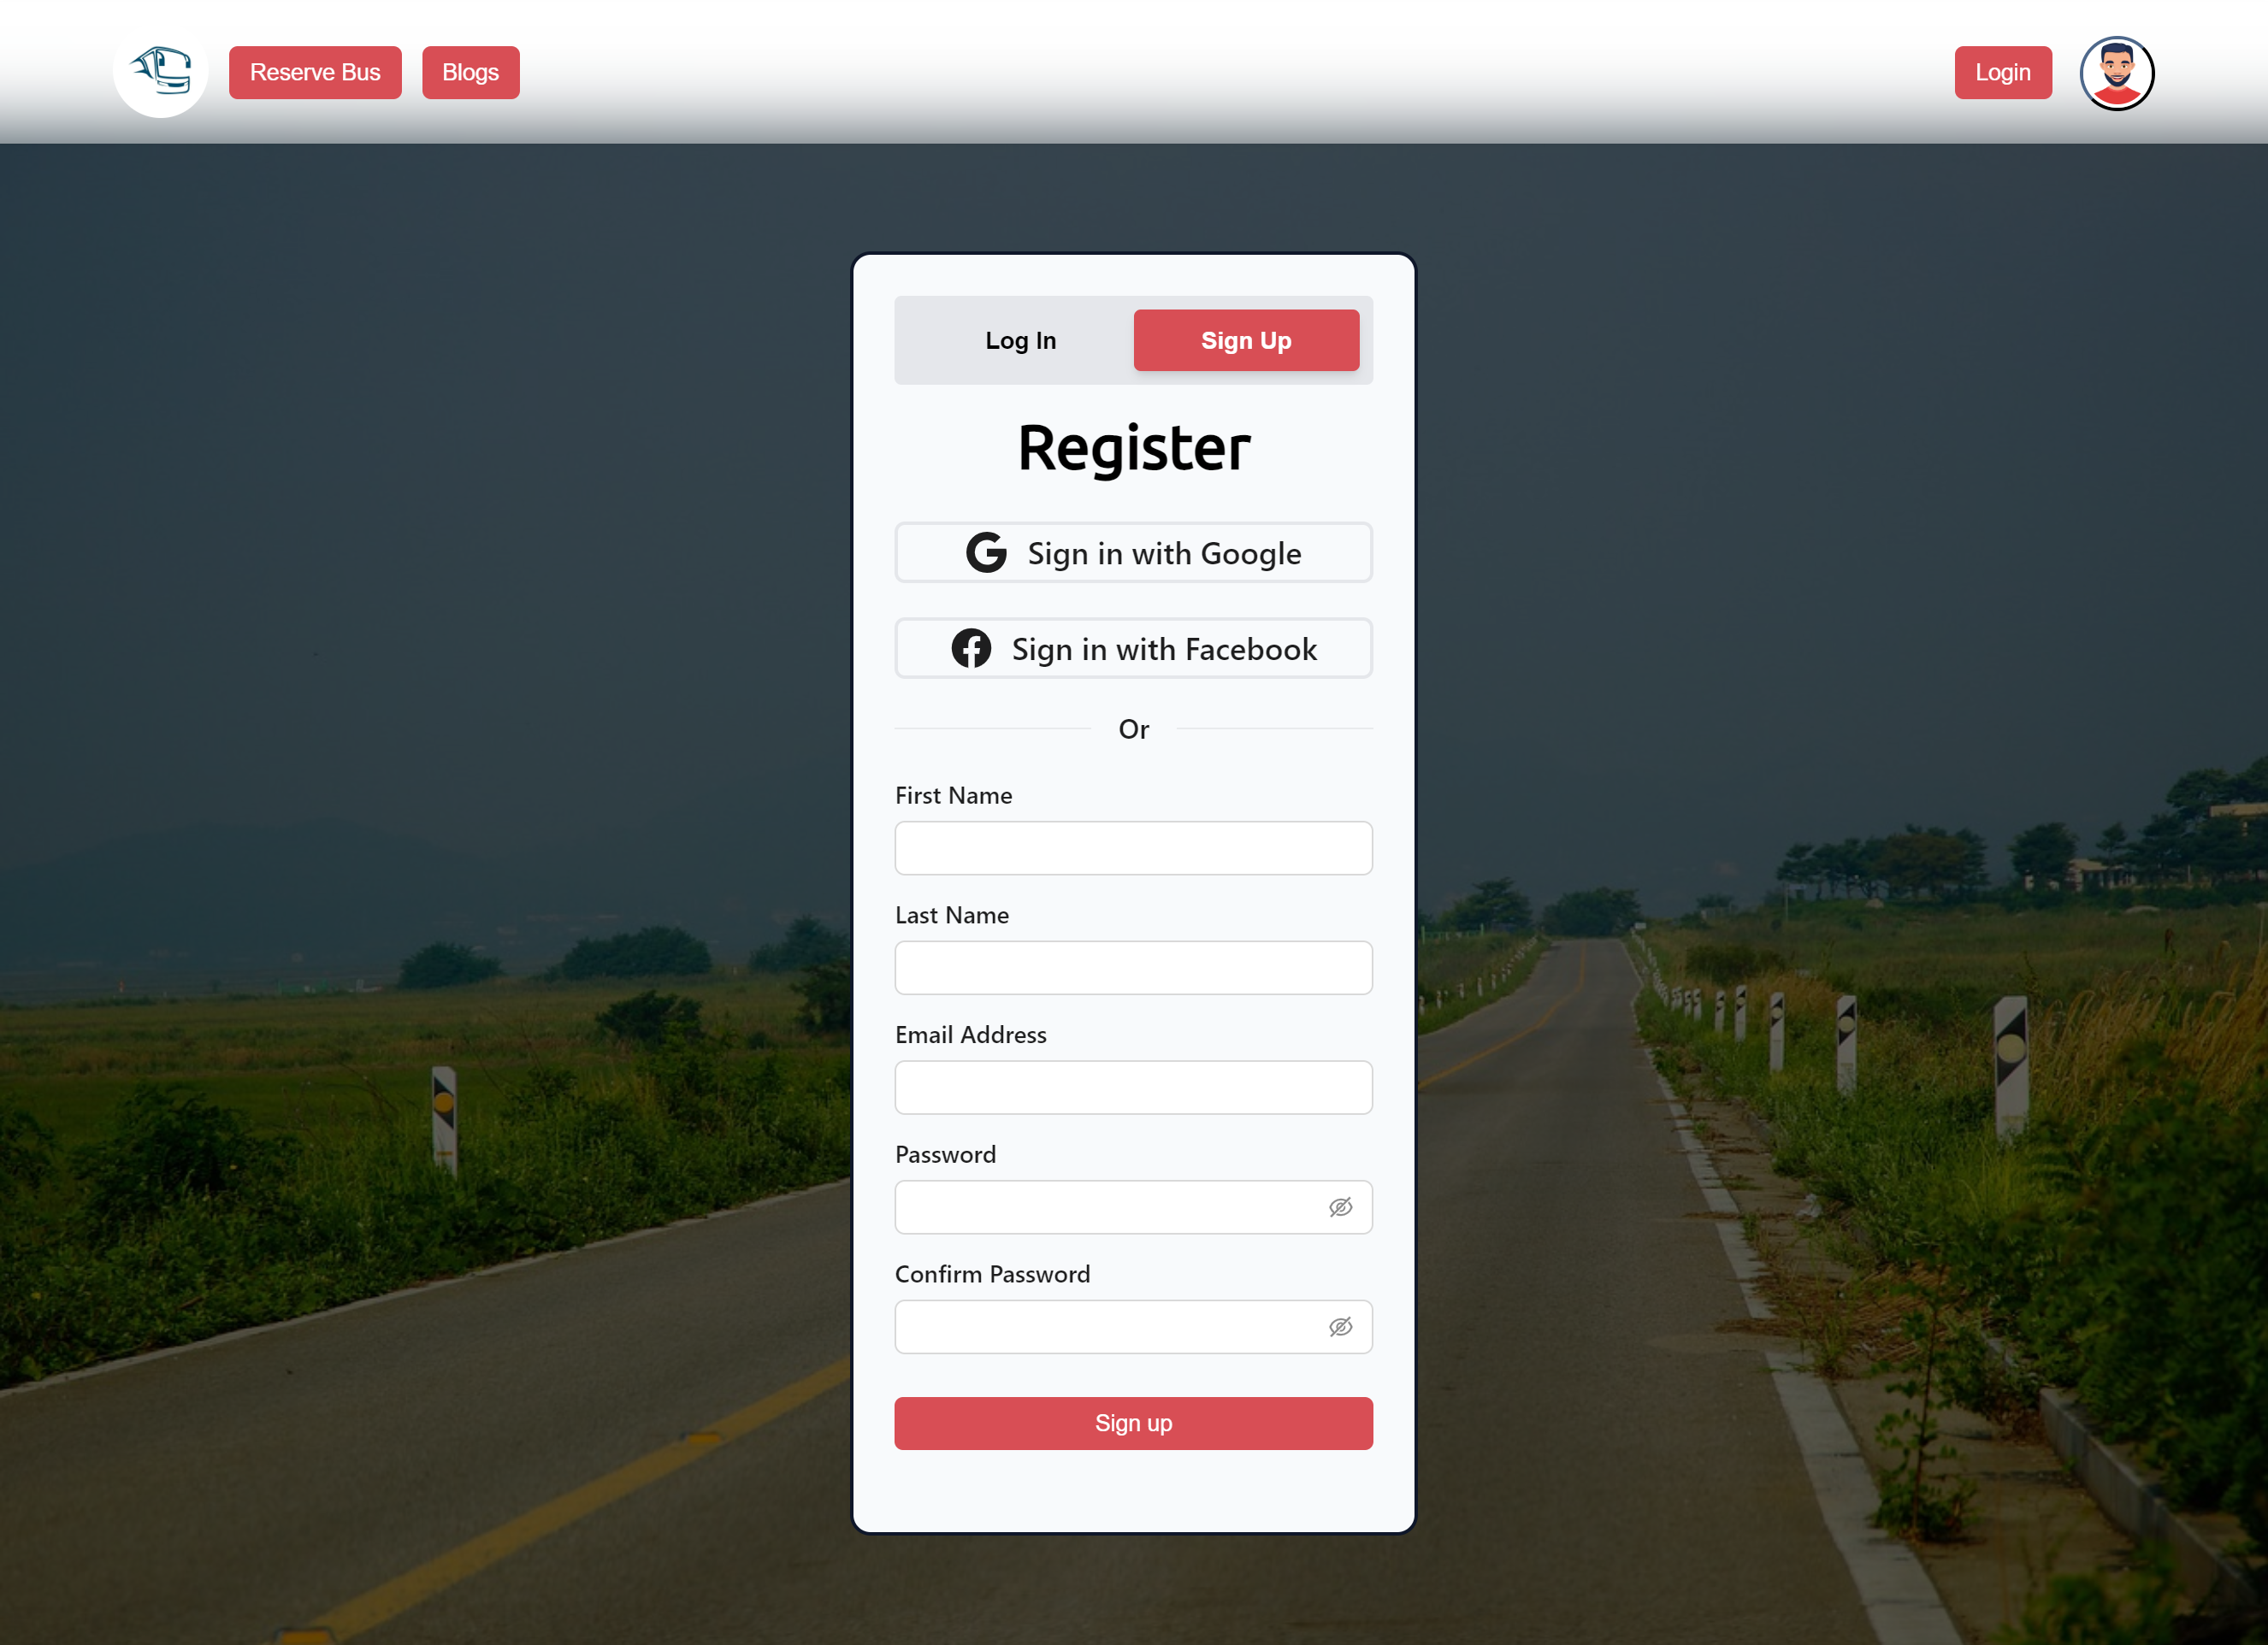 Reserve Bus
Blogs
Login
Log In
Sign Up
Register
Sign in with Google
Sign in with Facebook
Or
First Name
Last Name
Email Address
Password
Confirm Password
Sign up